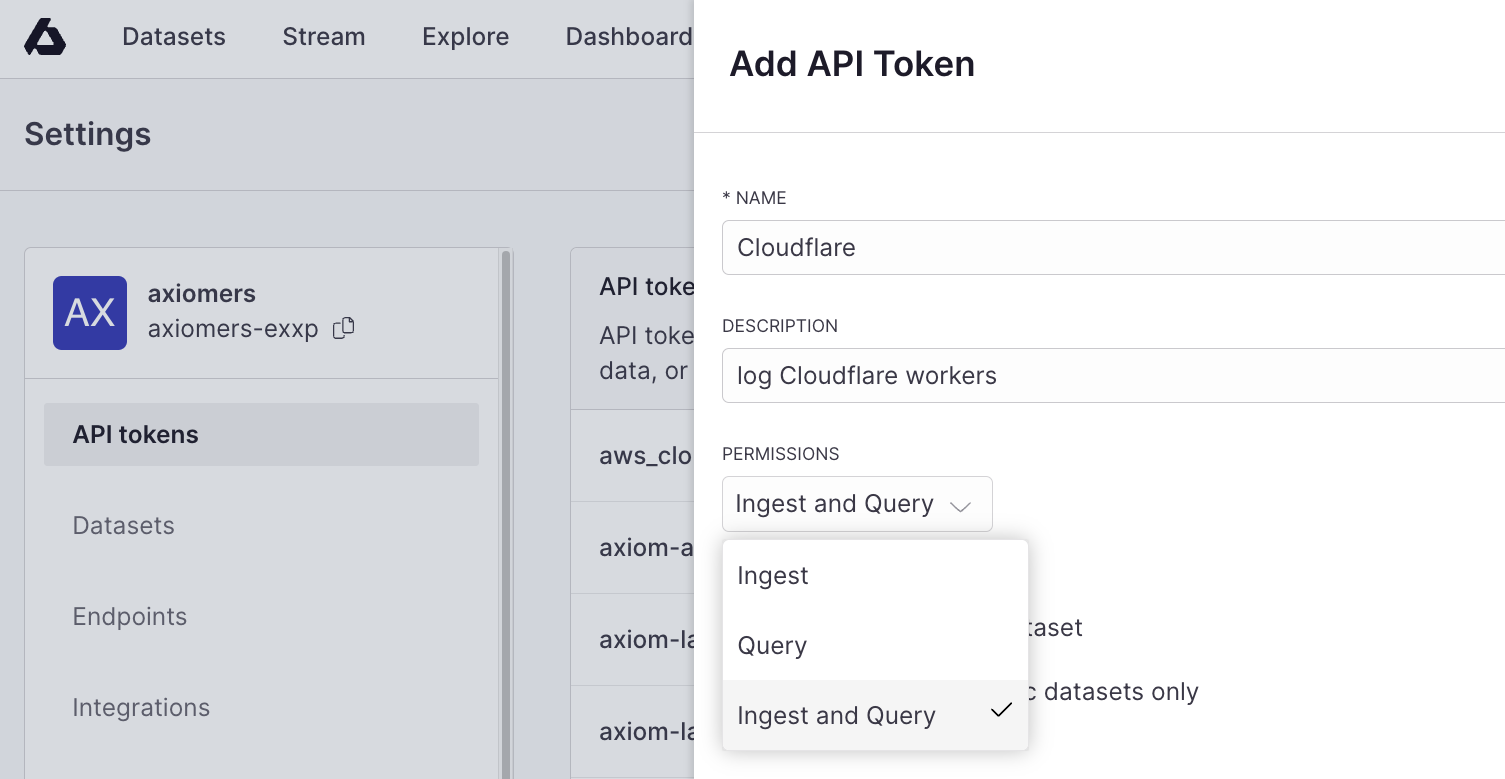 Datasets Stream Explore Dashboard
Settings
AX
axiomers
axiomers-exxp
API tokens
Datasets
Endpoints
Integrations
API toke
API toke
data, or
aws_clo
axiom-a
axiom-la
axiom-la
Add API Token
* NAME
Cloudflare
DESCRIPTION
log Cloudflare workers
PERMISSIONS
Ingest and Query
Ingest
Query
Ingest and Query
taset
c datasets only